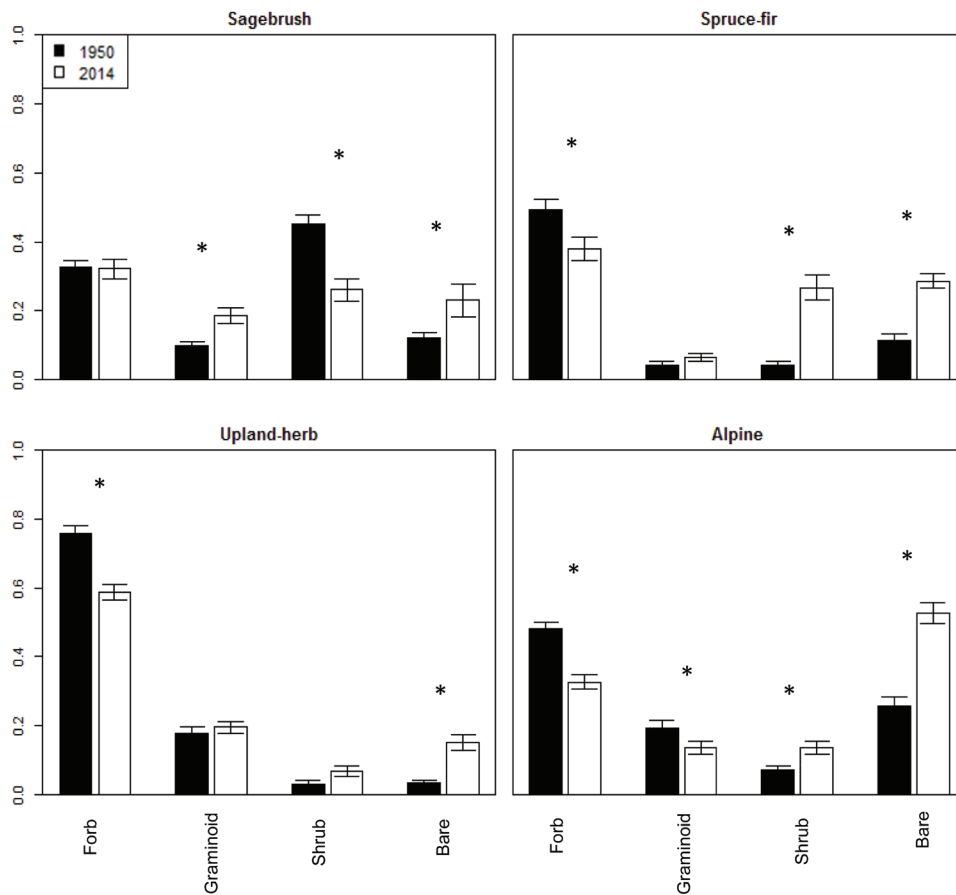 Sagebrush
Spruce-fir
1950
2014
1.0
0.8
0.6
0.4
0.2
0.0
*
*
*
*
*
*
Upland-herb
Alpine
1.0
0.8
0.6
0.4
0.2
0.0
*
*
*
*
*
*
Forb
Graminoid
Shrub
Bare
Forb
Graminoid
Shrub
Bare